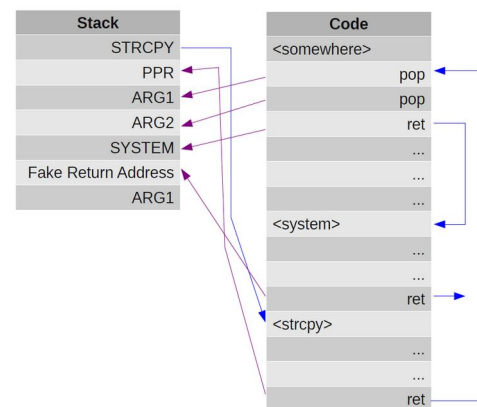 Stack
STRCPY
PPR
ARG1
ARG2
SYSTEM
Fake Return Address
ARG1
Code
<somewhere>
pop
pop
ret
...
...
...
<system>
...
...
ret
<strcpy>
...
...
ret